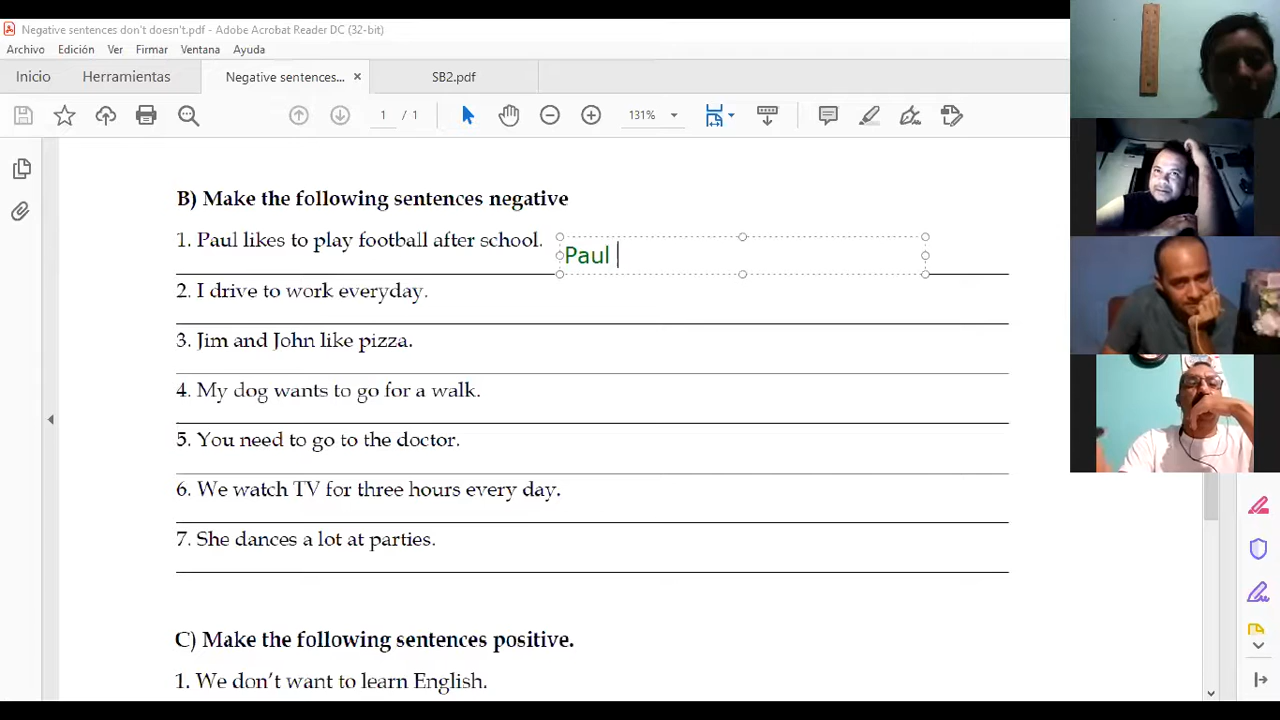 Negative sentences don't doesn't.pdf - Adobe Acrobat Reader DC (32-bit)
Archivo Edición Ver Firmar Ventana Ayuda
Inicio Herramientas Negative sentences... × SB2.pdf
1 / 1 131%
B) Make the following sentences negative
1. Paul likes to play football after school.
Paul
2. I drive to work everyday.
3. Jim and John like pizza.
4. My dog wants to go for a walk.
5. You need to go to the doctor.
6. We watch TV for three hours every day.
7. She dances a lot at parties.
C) Make the following sentences positive.
1. We don't want to learn English.